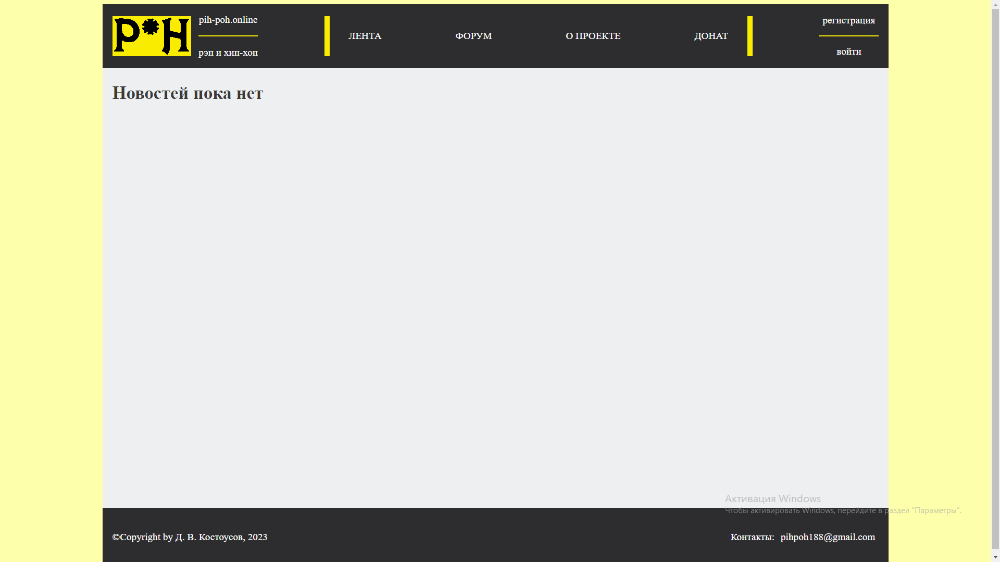 P*H
pih-poh.online
рэп и хип-хоп
ЛЕНТА
ФОРУМ
О ПРОЕКТЕ
ДОНАТ
регистрация
войти
Новостей пока нет
Активация Windows
Чтобы активировать Windows, перейдите в раздел "Параметры".
©Copyright by Д. В. Костоусов, 2023
Контакты: pihpoh188@gmail.com